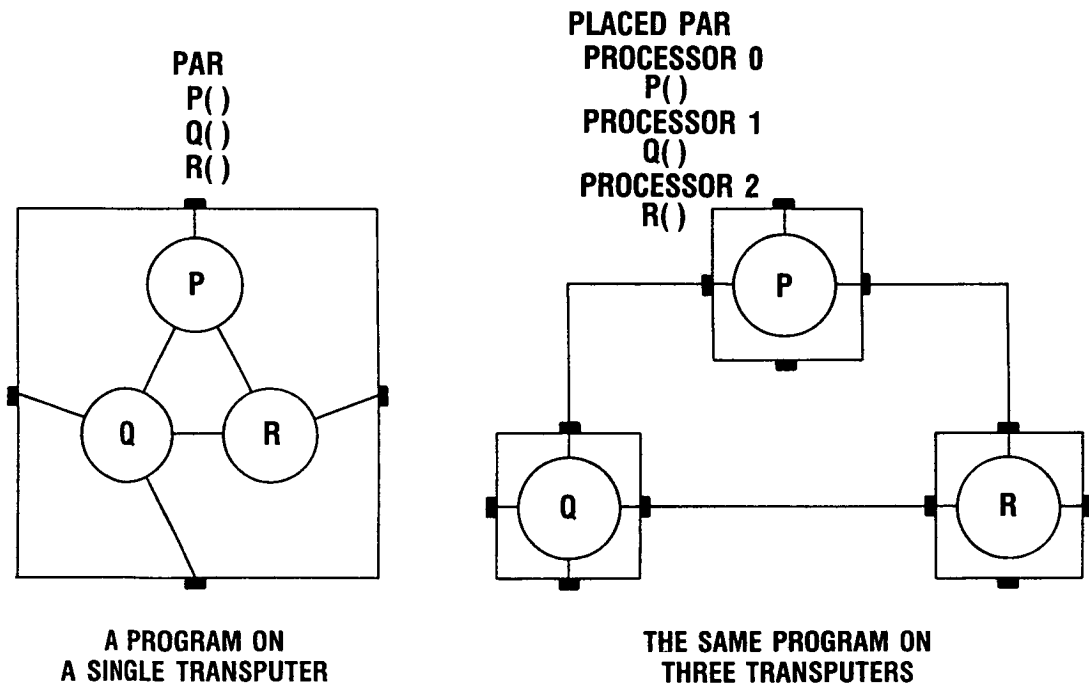 PAR
P( )
Q( )
R( )
P
Q
R
A PROGRAM ON
A SINGLE TRANSPUTER
PLACED PAR
PROCESSOR 0
P( )
PROCESSOR 1
Q( )
PROCESSOR 2
R( )
P
Q
R
THE SAME PROGRAM ON
THREE TRANSPUTERS